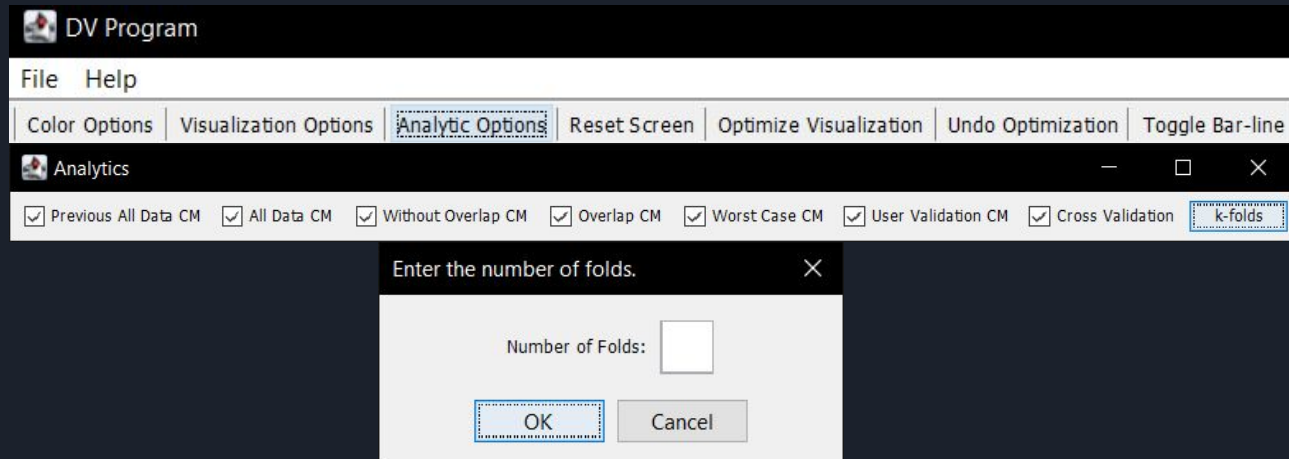 DV Program
File Help
Color Options Visualization Options Analytic Options Reset Screen Optimize Visualization Undo Optimization Toggle Bar-line
Analytics
Previous All Data CM All Data CM Without Overlap CM Overlap CM Worst Case CM User Validation CM Cross Validation k-folds
Enter the number of folds.
Number of Folds:
OK Cancel